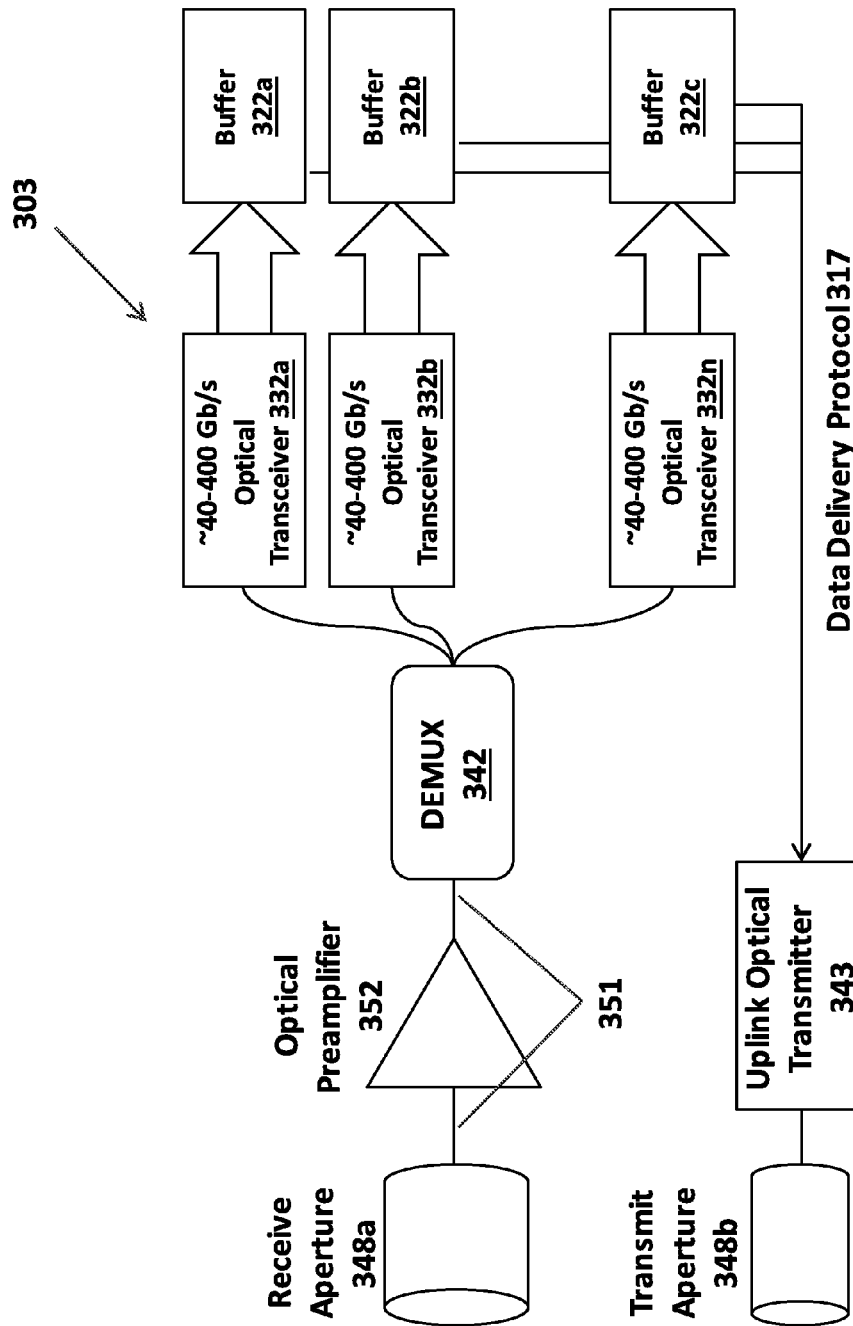 303
Receive
Aperture
348a
Optical
Preamplifier
352
351
DEMUX
342
~40-400 Gb/s
Optical
Transceiver 332a
Buffer
322a
~40-400 Gb/s
Optical
Transceiver 332b
Buffer
322b
~40-400 Gb/s
Optical
Transceiver 332n
Buffer
322c
Transmit
Aperture
348b
Uplink Optical
Transmitter
343
Data Delivery Protocol 317